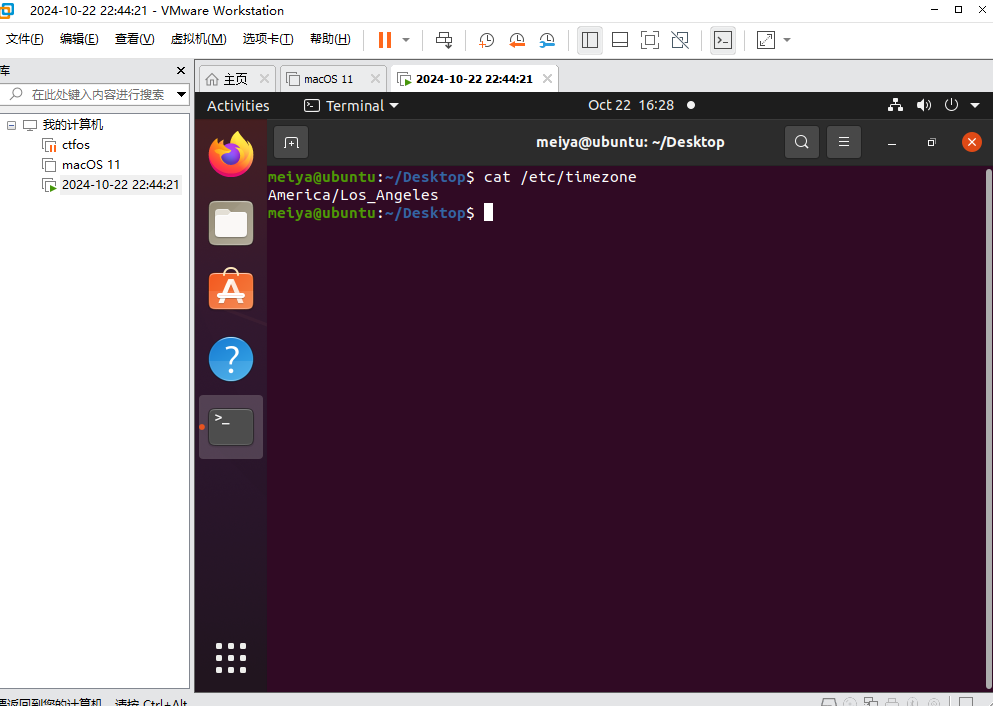 2024-10-22 22:44:21 - VMware Workstation
文件(F) 编辑(E) 查看(V) 虚拟机(M) 选项卡(T) 帮助(H)
库
在此处键入内容进行搜索
我的计算机
ctfos
macOS 11
2024-10-22 22:44:21
主页 macOS 11 2024-10-22 22:44:21
Activities Terminal Oct 22 16:28
meiya@ubuntu: ~/Desktop
meiya@ubuntu:~/Desktop$ cat /etc/timezone
America/Los_Angeles
meiya@ubuntu:~/Desktop$
要返回到您的计算机，请按 Ctrl+Alt